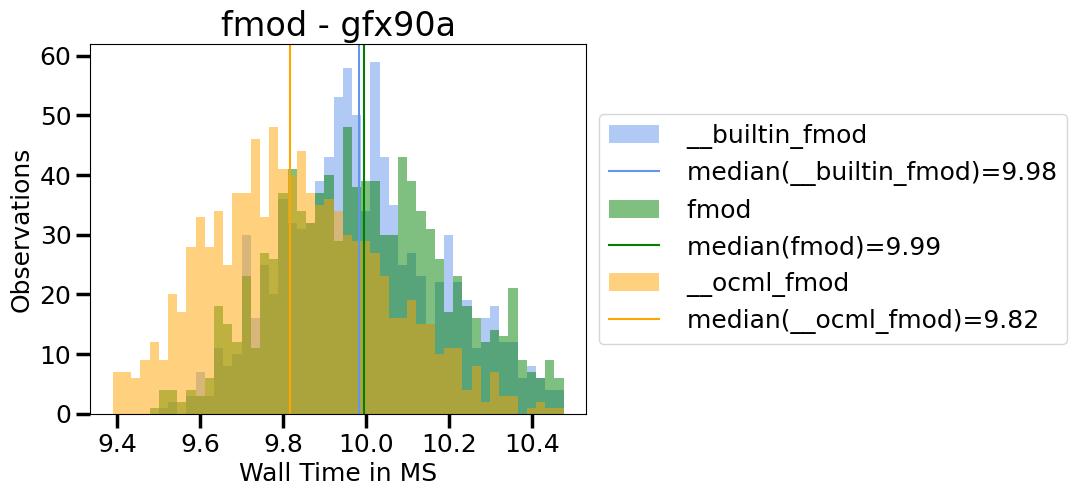 fmod - gfx90a
60
50
40
30
20
10
0
Observations
9.4 9.6 9.8 10.0 10.2 10.4
Wall Time in MS
__builtin_fmod
median(__builtin_fmod)=9.98
fmod
median(fmod)=9.99
__ocml_fmod
median(__ocml_fmod)=9.82